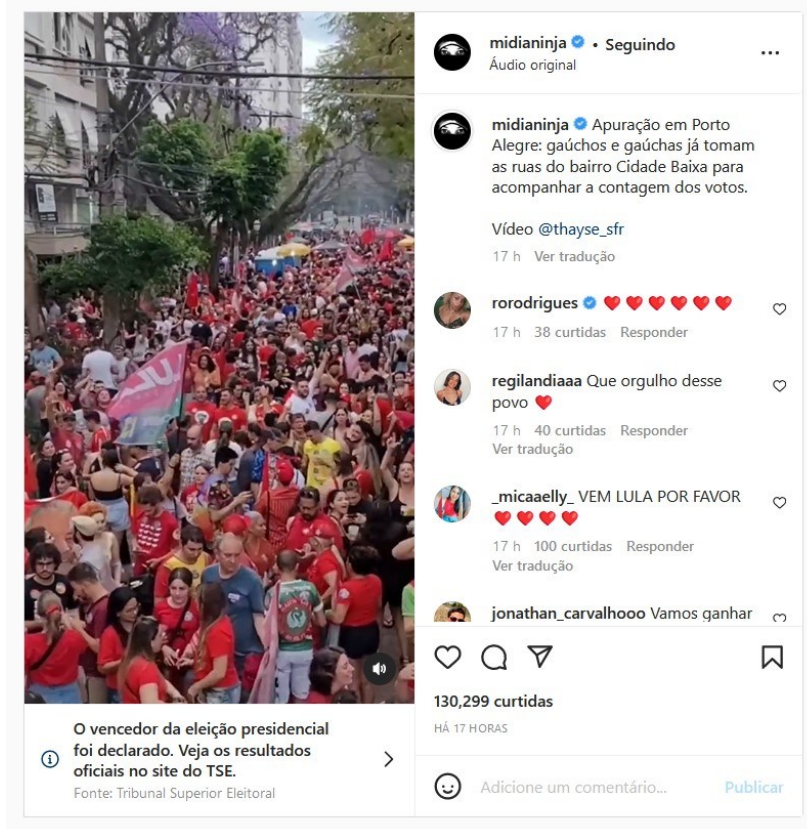 midianinja • Seguindo
Áudio original
midianinja Apuração em Porto
Alegre: gaúchos e gaúchas já tomam
as ruas do bairro Cidade Baixa para
acompanhar a contagem dos votos.
Vídeo @thayse_sfr
17 h Ver tradução
rorodrigues ❤️❤️❤️❤️❤️❤️
17 h 38 curtidas Responder
regilandiaaa Que orgulho desse
povo ❤️
17 h 40 curtidas Responder
Ver tradução
_micaaelly_ VEM LULA POR FAVOR
❤️❤️❤️❤️
17 h 100 curtidas Responder
Ver tradução
jonathan_carvalhooo Vamos ganhar
130,299 curtidas
HÁ 17 HORAS
Adicione um comentário... Publicar
O vencedor da eleição presidencial
foi declarado. Veja os resultados
oficiais no site do TSE.
Fonte: Tribunal Superior Eleitoral